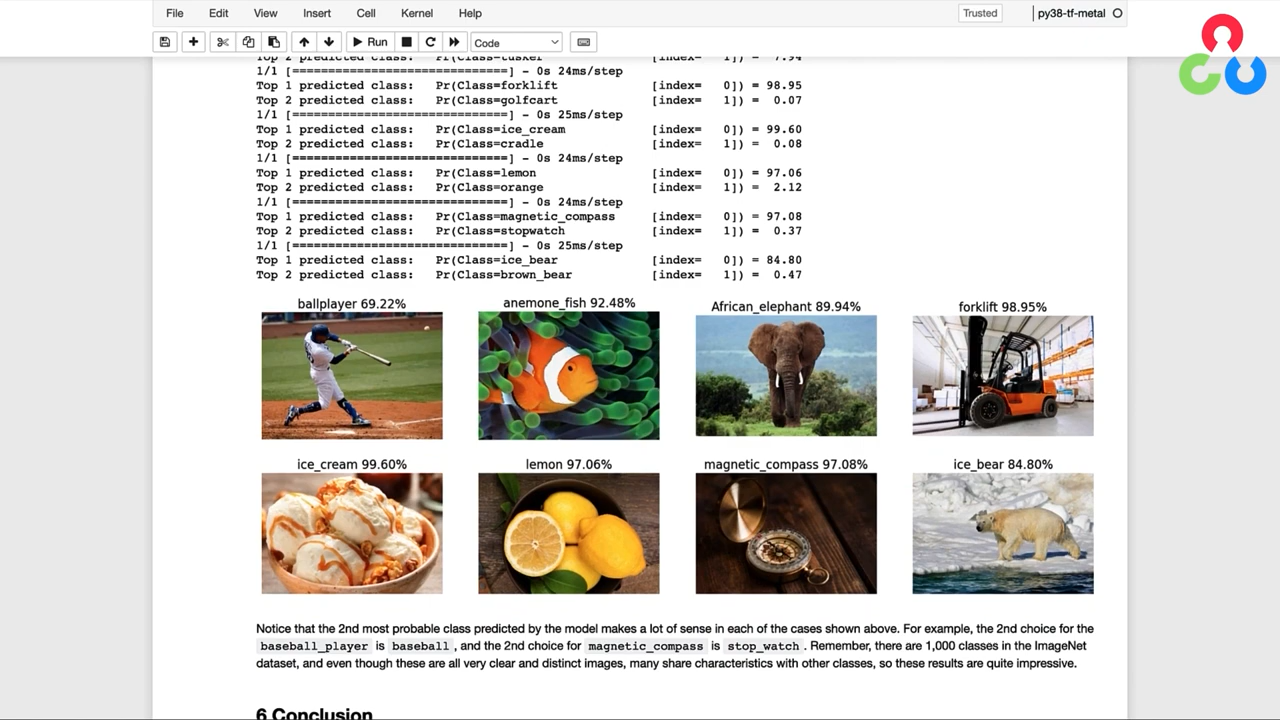 File Edit View Insert Cell Kernel Help Trusted py38-tf-metal
Run Code
Top 2 predicted class: Pr(Class=tusker [index= 1]) = 7.94
1/1 [==============================] - 0s 24ms/step
Top 1 predicted class: Pr(Class=forklift [index= 0]) = 98.95
Top 2 predicted class: Pr(Class=golfcart [index= 1]) = 0.07
1/1 [==============================] - 0s 25ms/step
Top 1 predicted class: Pr(Class=ice_cream [index= 0]) = 99.60
Top 2 predicted class: Pr(Class=cradle [index= 1]) = 0.08
1/1 [==============================] - 0s 24ms/step
Top 1 predicted class: Pr(Class=lemon [index= 0]) = 97.06
Top 2 predicted class: Pr(Class=orange [index= 1]) = 2.12
1/1 [==============================] - 0s 24ms/step
Top 1 predicted class: Pr(Class=magnetic_compass [index= 0]) = 97.08
Top 2 predicted class: Pr(Class=stopwatch [index= 1]) = 0.37
1/1 [==============================] - 0s 25ms/step
Top 1 predicted class: Pr(Class=ice_bear [index= 0]) = 84.80
Top 2 predicted class: Pr(Class=brown_bear [index= 1]) = 0.47
ballplayer 69.22% anemone_fish 92.48% African_elephant 89.94% forklift 98.95%
ice_cream 99.60% lemon 97.06% magnetic_compass 97.08% ice_bear 84.80%
Notice that the 2nd most probable class predicted by the model makes a lot of sense in each of the cases shown above. For example, the 2nd choice for the
baseball_player is baseball, and the 2nd choice for magnetic_compass is stop_watch. Remember, there are 1,000 classes in the ImageNet
dataset, and even though these are all very clear and distinct images, many share characteristics with other classes, so these results are quite impressive.
6 Conclusion